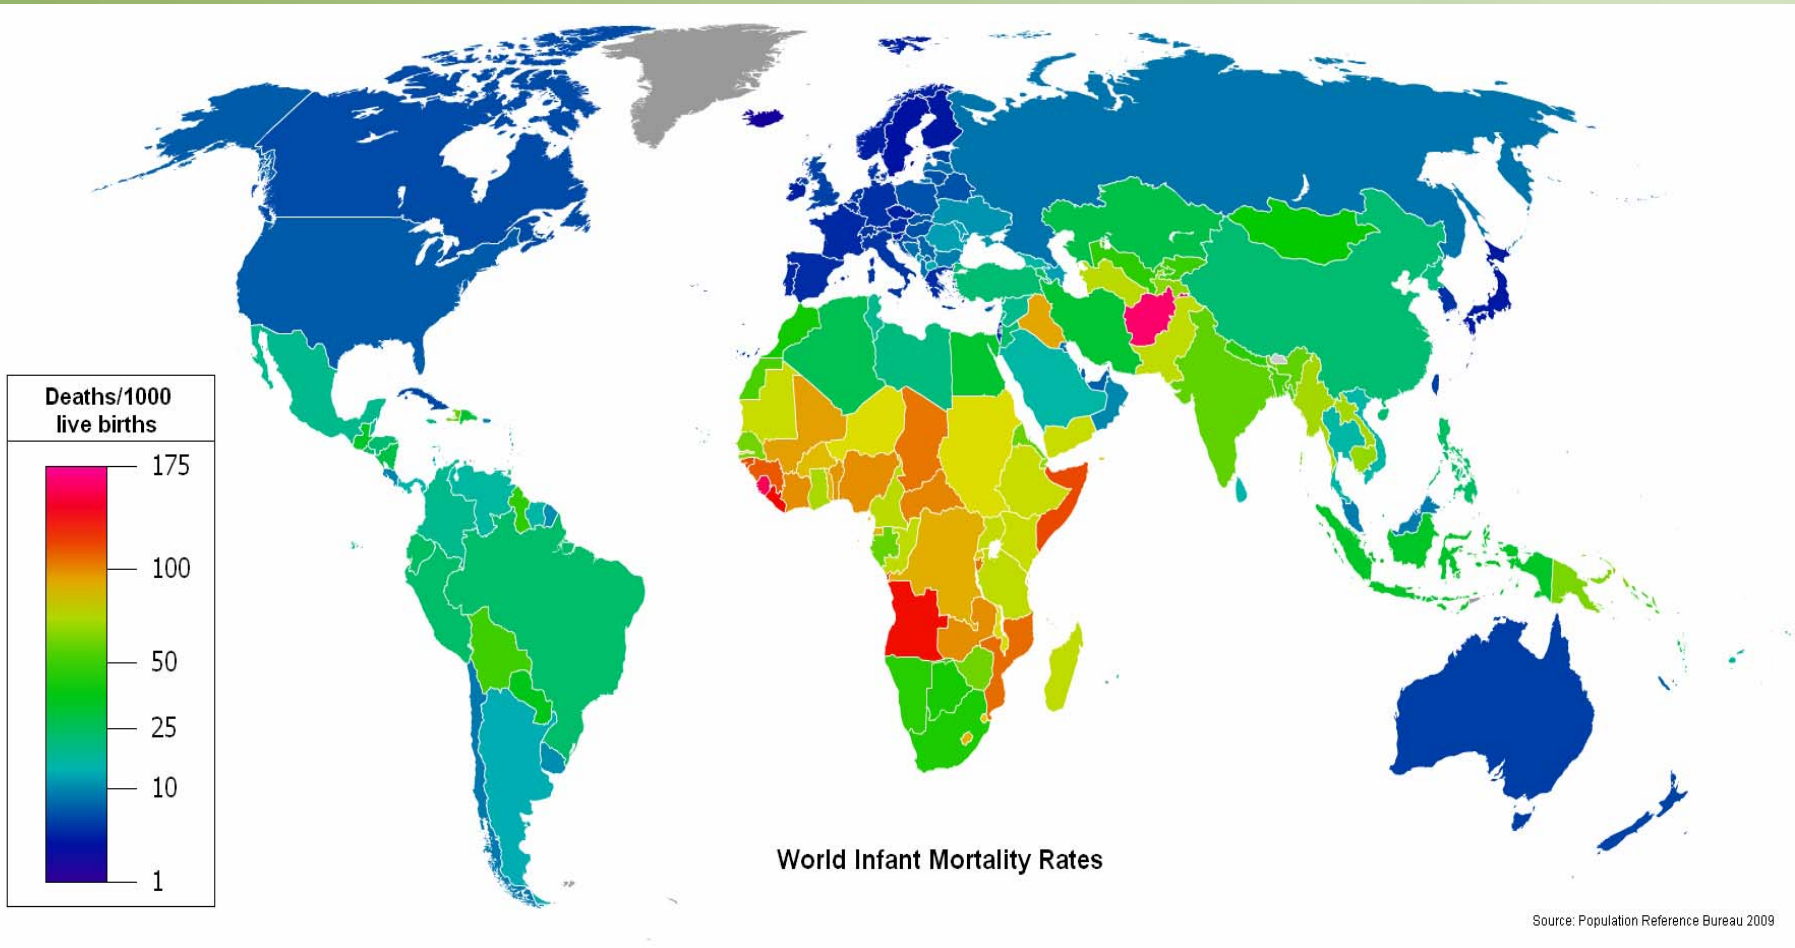 Deaths/1000
live births
175
100
50
25
10
1
World Infant Mortality Rates
Source: Population Reference Bureau 2009